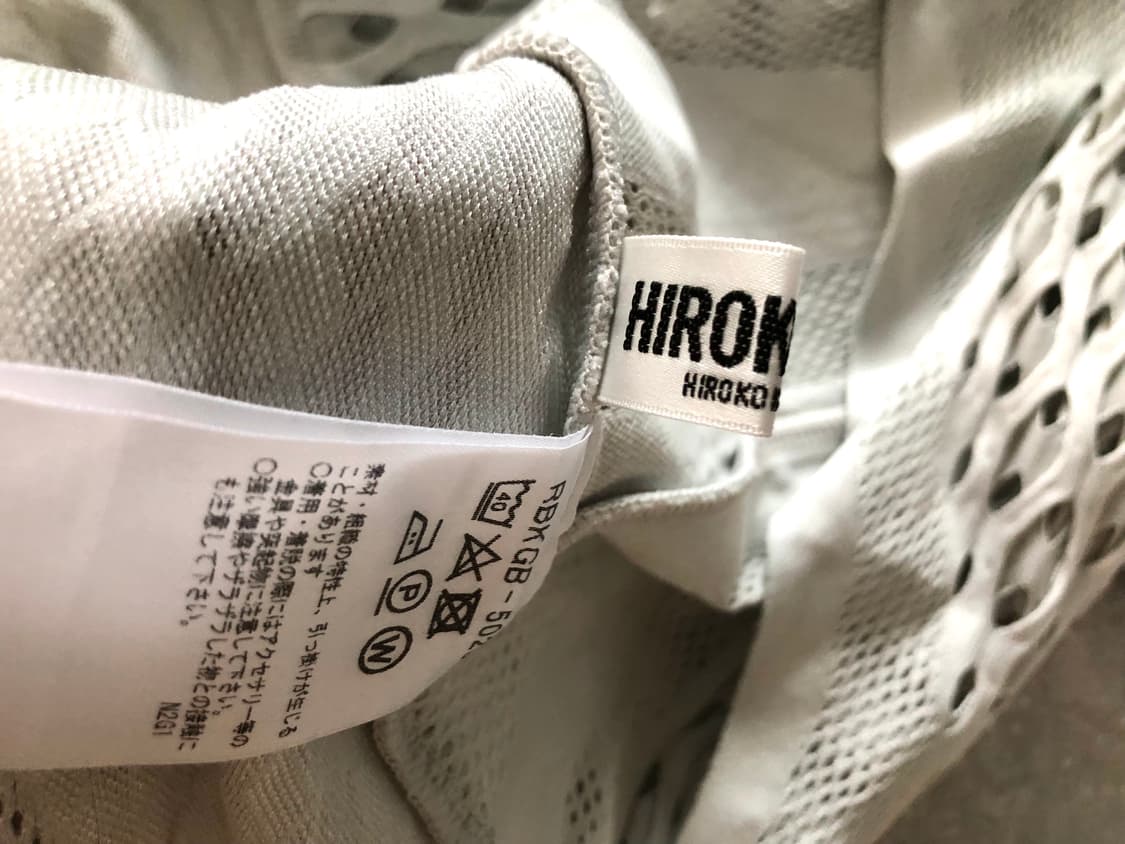 HIROK
HIROKO
RBKGB-502
40
P
W
素材・組織の特性上、引っ掛けが生じる
ことがあります
○着用・着脱の際にはアクセサリー等の
金具や突起物に注意して下さい。
○強い摩擦やザラザラした物との接触に
も注意して下さい。
N2G1